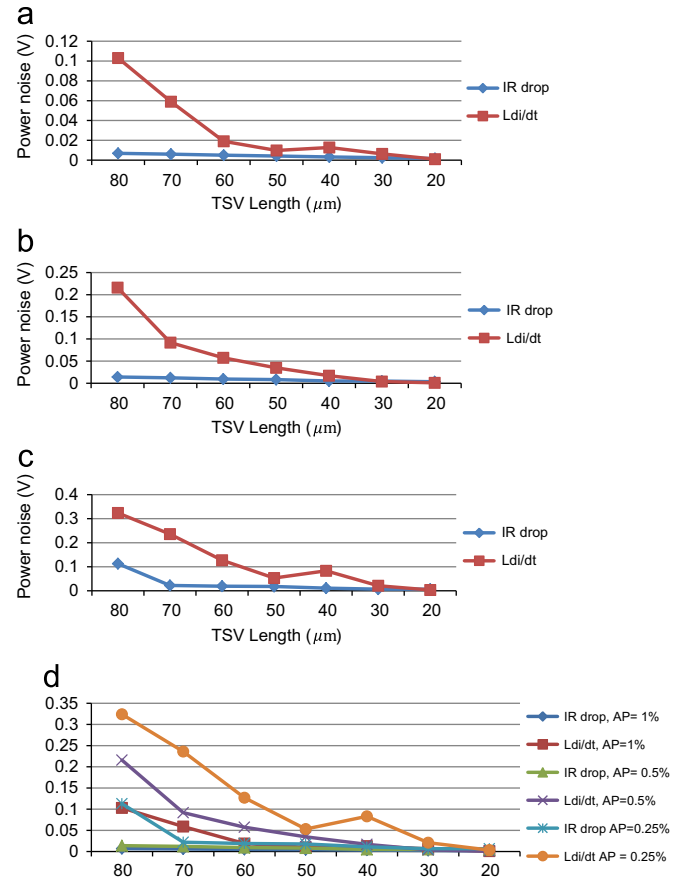 a
Power noise (V)
0.12
0.1
0.08
0.06
0.04
0.02
0
80 70 60 50 40 30 20
TSV Length (μm)
IR drop
Ldi/dt
b
Power noise (V)
0.25
0.2
0.15
0.1
0.05
0
80 70 60 50 40 30 20
TSV Length (μm)
IR drop
Ldi/dt
c
Power noise (V)
0.4
0.3
0.2
0.1
0
80 70 60 50 40 30 20
TSV Length (μm)
IR drop
Ldi/dt
d
0.35
0.3
0.25
0.2
0.15
0.1
0.05
0
80 70 60 50 40 30 20
IR drop, AP= 1%
Ldi/dt, AP=1%
IR drop, AP= 0.5%
Ldi/dt, AP=0.5%
IR drop AP=0.25%
Ldi/dt AP = 0.25%